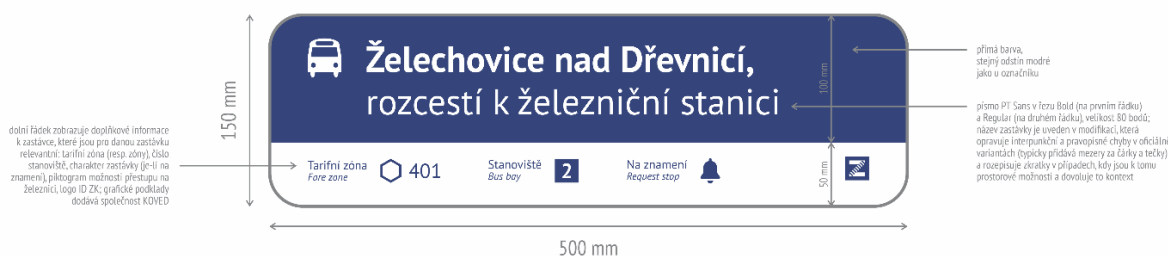 Želechovice nad Dřevnicí,
rozcestí k železniční stanici
Tarifní zóna
Fare zone
401
Stanoviště
Bus bay
2
Na znamení
Request stop
Z
150 mm
100 mm
50 mm
500 mm
dolní řádek zobrazuje doplňkové informace
k zastávce, které jsou pro danou zastávku
relevantní: tarifní zóna (resp. zóny), číslo
stanoviště, charakter zastávky (je-li na
znamení), piktogram možnosti přestupu na
železnici, logo ID ZK; grafické podklady
dodává společnost KOVED
přímá barva,
stejný odstín modré
jako u označníku
písmo PT Sans v řezu Bold (na prvním řádku)
a Regular (na druhém řádku), velikost 80 bodů;
název zastávky je uveden v modifikaci, která
opravuje interpunkční a pravopisné chyby v oficiální
variantách (typicky přidává mezery za čárky a tečky)
a rozepisuje zkratky v případech, kdy jsou k tomu
prostorové možnosti a dovoluje to kontext